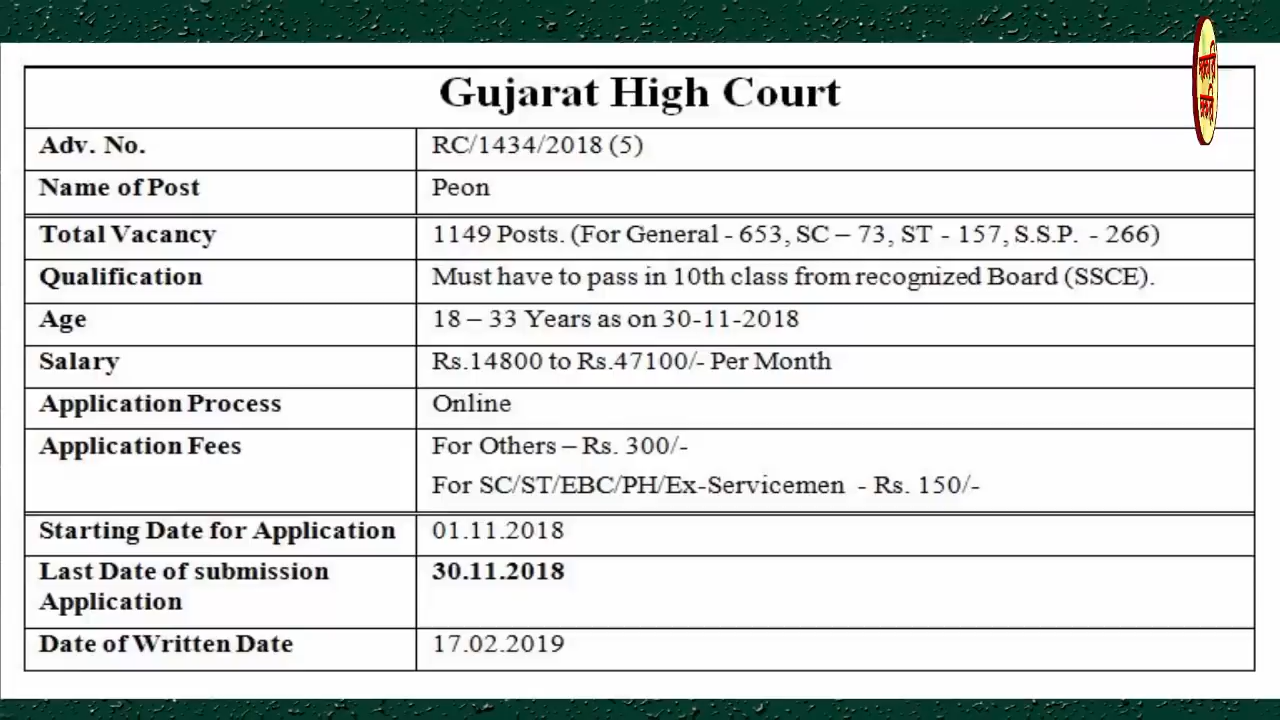 Gujarat High Court
Adv. No. RC/1434/2018 (5)
Name of Post Peon
Total Vacancy 1149 Posts. (For General - 653, SC – 73, ST - 157, S.S.P. - 266)
Qualification Must have to pass in 10th class from recognized Board (SSCE).
Age 18 – 33 Years as on 30-11-2018
Salary Rs.14800 to Rs.47100/- Per Month
Application Process Online
Application Fees For Others – Rs. 300/-
For SC/ST/EBC/PH/Ex-Servicemen - Rs. 150/-
Starting Date for Application 01.11.2018
Last Date of submission 30.11.2018
Application
Date of Written Date 17.02.2019